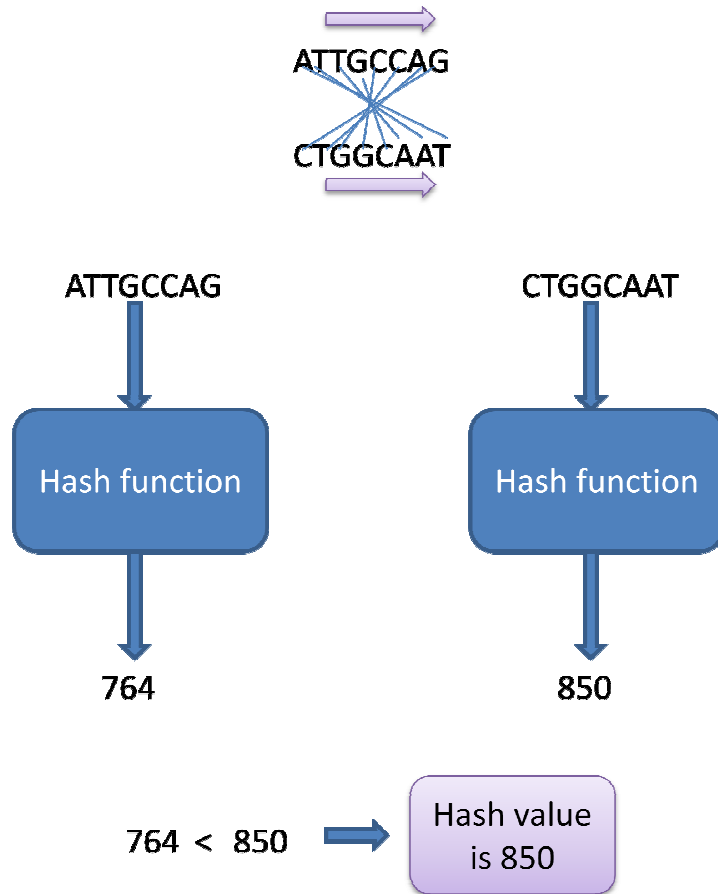 ATTGCCAG
CTGGCAAT
ATTGCCAG CTGGCAAT
Hash function Hash function
764 850
764 < 850
Hash value
is 850